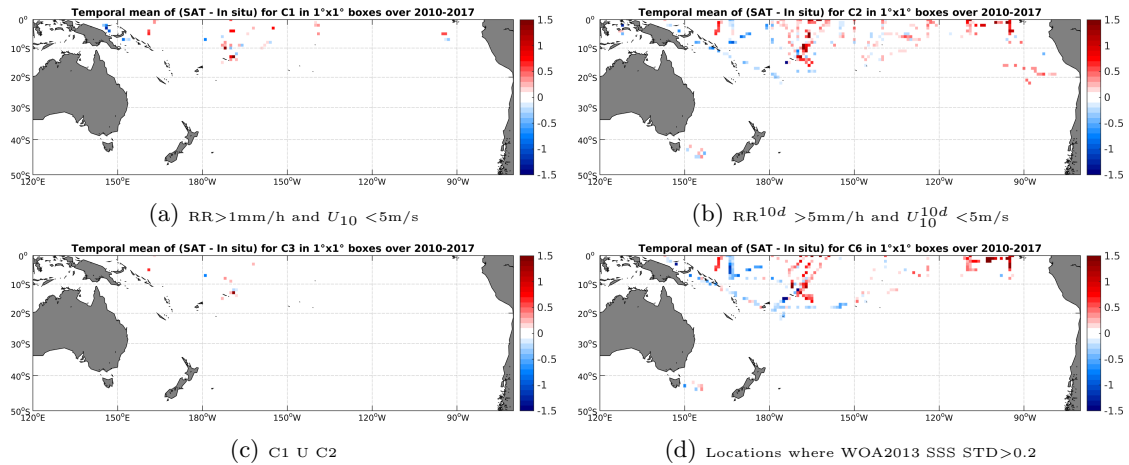 Temporal mean of (SAT - In situ) for C1 in 1°x1° boxes over 2010-2017
0°
10°S
20°S
30°S
40°S
50°S
120°E 150°E 180°W 150°W 120°W 90°W
1.5
1
0.5
0
-0.5
-1
-1.5
(a) RR>1mm/h and U₁₀ <5m/s
Temporal mean of (SAT - In situ) for C2 in 1°x1° boxes over 2010-2017
0°
10°S
20°S
30°S
40°S
50°S
120°E 150°E 180°W 150°W 120°W 90°W
1.5
1
0.5
0
-0.5
-1
-1.5
(b) RR¹⁰ᵈ >5mm/h and U₁₀¹⁰ᵈ <5m/s
Temporal mean of (SAT - In situ) for C3 in 1°x1° boxes over 2010-2017
0°
10°S
20°S
30°S
40°S
50°S
120°E 150°E 180°W 150°W 120°W 90°W
1.5
1
0.5
0
-0.5
-1
-1.5
(c) C1 U C2
Temporal mean of (SAT - In situ) for C6 in 1°x1° boxes over 2010-2017
0°
10°S
20°S
30°S
40°S
50°S
120°E 150°E 180°W 150°W 120°W 90°W
1.5
1
0.5
0
-0.5
-1
-1.5
(d) Locations where WOA2013 SSS STD>0.2